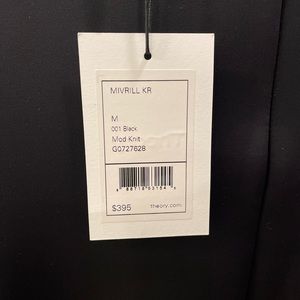 MIVRILL KR
M
001 Black
Mod Knit
G0727628
$395
theory.com